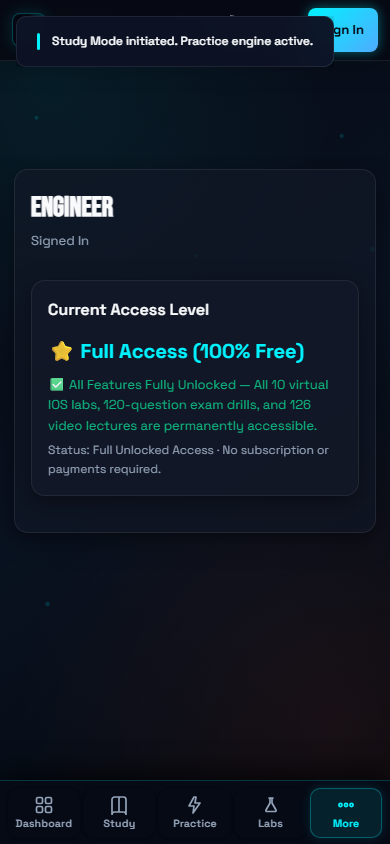 Study Mode initiated. Practice engine active.
gn In
ENGINEER
Signed In
Current Access Level
⭐ Full Access (100% Free)
✅ All Features Fully Unlocked — All 10 virtual
IOS labs, 120-question exam drills, and 126
video lectures are permanently accessible.
Status: Full Unlocked Access · No subscription or
payments required.
Dashboard
Study
Practice
Labs
More